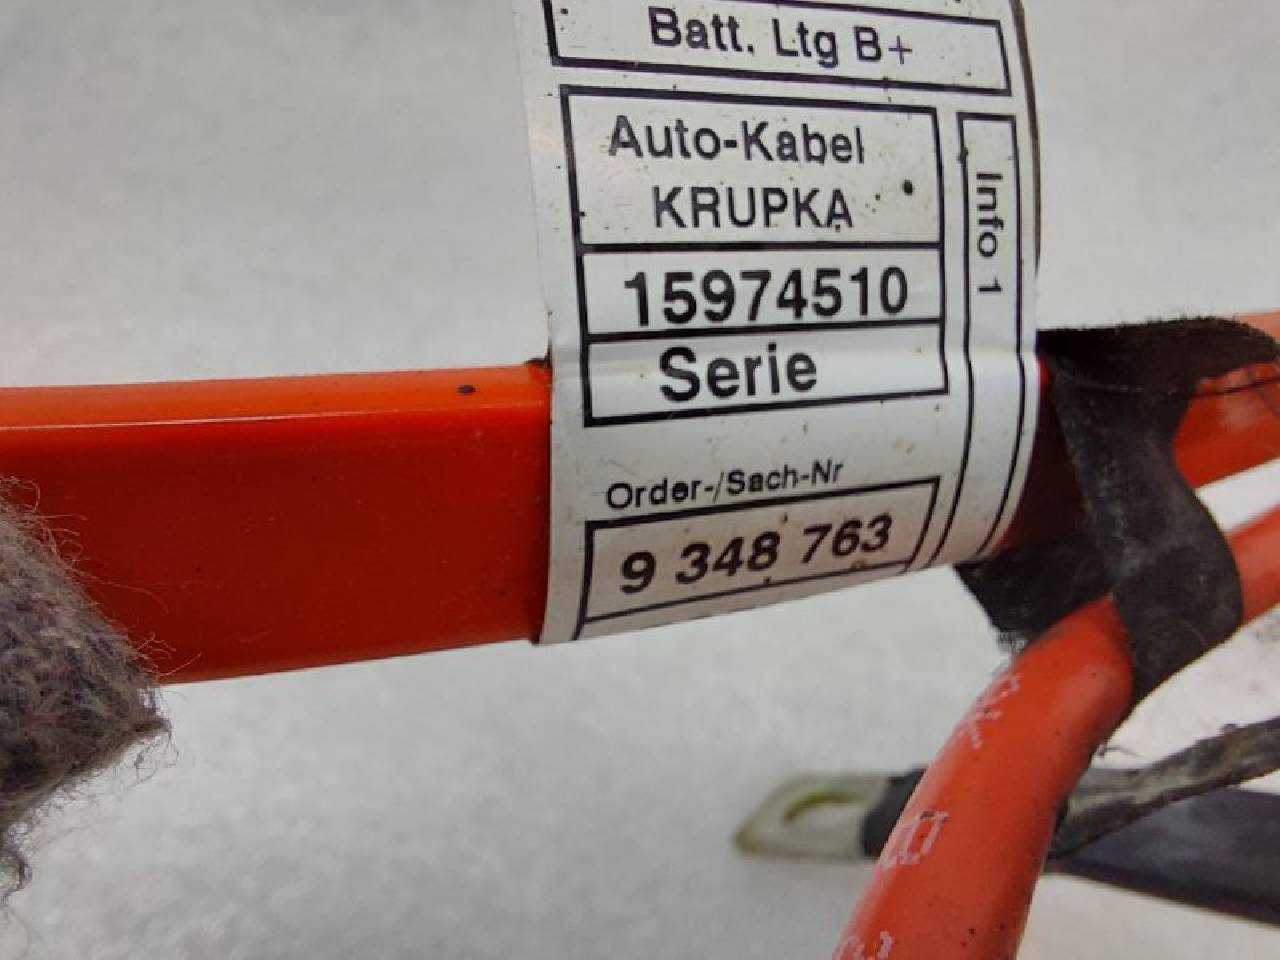 Batt. Ltg B+
Auto-Kabel
KRUPKA
15974510
Serie
Info 1
Order-/Sach-Nr
9 348 763